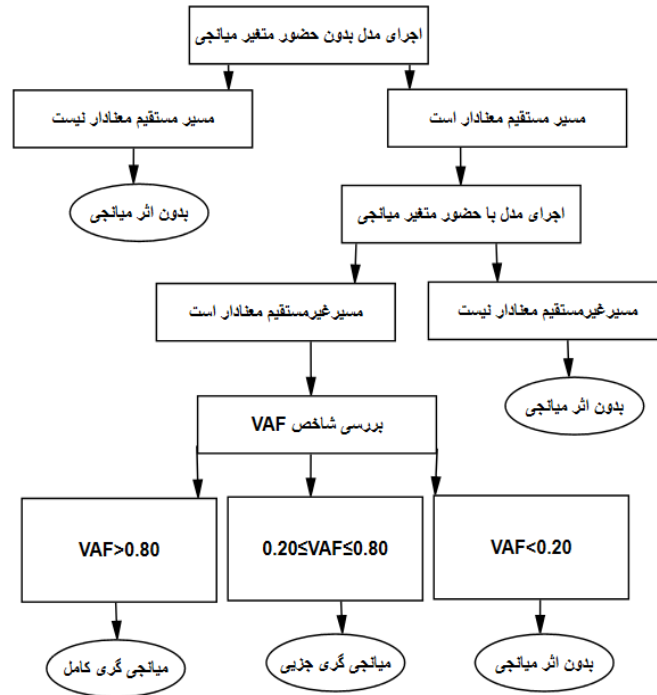 اجرای مدل بدون حضور متغیر میانجی
مسیر مستقیم معنادار است
مسیر مستقیم معنادار نیست
بدون اثر میانجی
اجرای مدل با حضور متغیر میانجی
مسیرغیرمستقیم معنادار نیست
مسیرغیرمستقیم معنادار است
بدون اثر میانجی
بررسی شاخص VAF
VAF<0.20
0.20≤VAF≤0.80
VAF>0.80
بدون اثر میانجی
میانجی گری جزیی
میانجی گری کامل